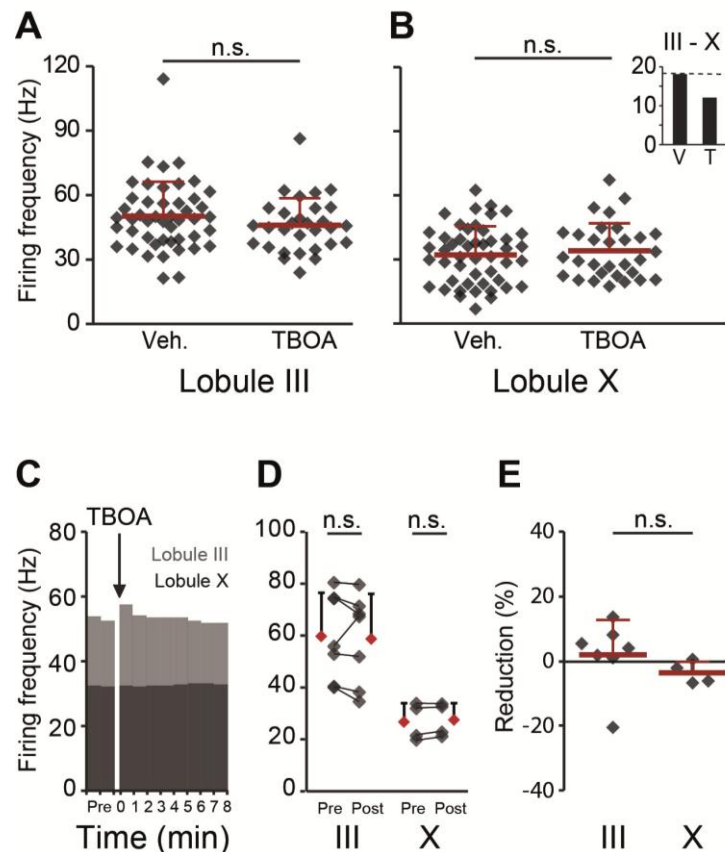 A
n.s.
120
90
60
30
0
Firing frequency (Hz)
Veh.
TBOA
Lobule III
B
n.s.
III - X
20
10
0
V
T
Veh.
TBOA
Lobule X
C
TBOA
80
60
40
20
0
Firing frequency (Hz)
Lobule III
Lobule X
Pre 0 1 2 3 4 5 6 7 8
Time (min)
D
n.s.
n.s.
100
80
60
40
20
0
Pre Post Pre Post
III X
E
n.s.
40
20
0
-20
-40
Reduction (%)
III X